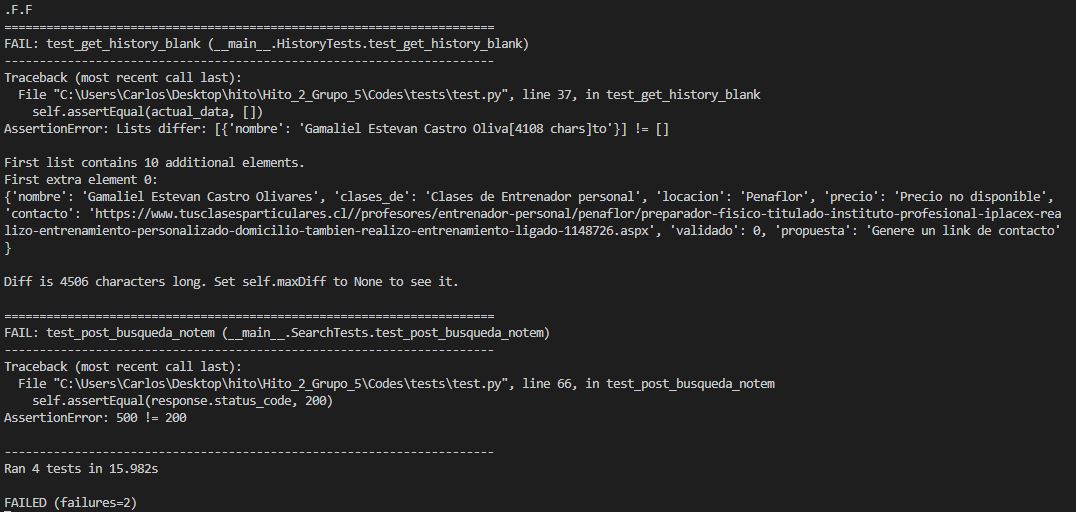 .F.F
======================================================================
FAIL: test_get_history_blank (__main__.HistoryTests.test_get_history_blank)
----------------------------------------------------------------------
Traceback (most recent call last):
  File "C:\Users\Carlos\Desktop\hito\Hito_2_Grupo_5\Codes\tests\test.py", line 37, in test_get_history_blank
    self.assertEqual(actual_data, [])
AssertionError: Lists differ: [{'nombre': 'Gamaliel Estevan Castro Oliva[4108 chars]to'}] != []

First list contains 10 additional elements.
First extra element 0:
{'nombre': 'Gamaliel Estevan Castro Olivares', 'clases_de': 'Clases de Entrenador personal', 'locacion': 'Penaflor', 'precio': 'Precio no disponible',
'contacto': 'https://www.tusclasesparticulares.cl//profesores/entrenador-personal/penaflor/preparador-fisico-titulado-instituto-profesional-iplacex-rea
lizo-entrenamiento-personalizado-domicilio-tambien-realizo-entrenamiento-ligado-1148726.aspx', 'validado': 0, 'propuesta': 'Genere un link de contacto'
}

Diff is 4506 characters long. Set self.maxDiff to None to see it.

======================================================================
FAIL: test_post_busqueda_notem (__main__.SearchTests.test_post_busqueda_notem)
----------------------------------------------------------------------
Traceback (most recent call last):
  File "C:\Users\Carlos\Desktop\hito\Hito_2_Grupo_5\Codes\tests\test.py", line 66, in test_post_busqueda_notem
    self.assertEqual(response.status_code, 200)
AssertionError: 500 != 200

----------------------------------------------------------------------
Ran 4 tests in 15.982s

FAILED (failures=2)